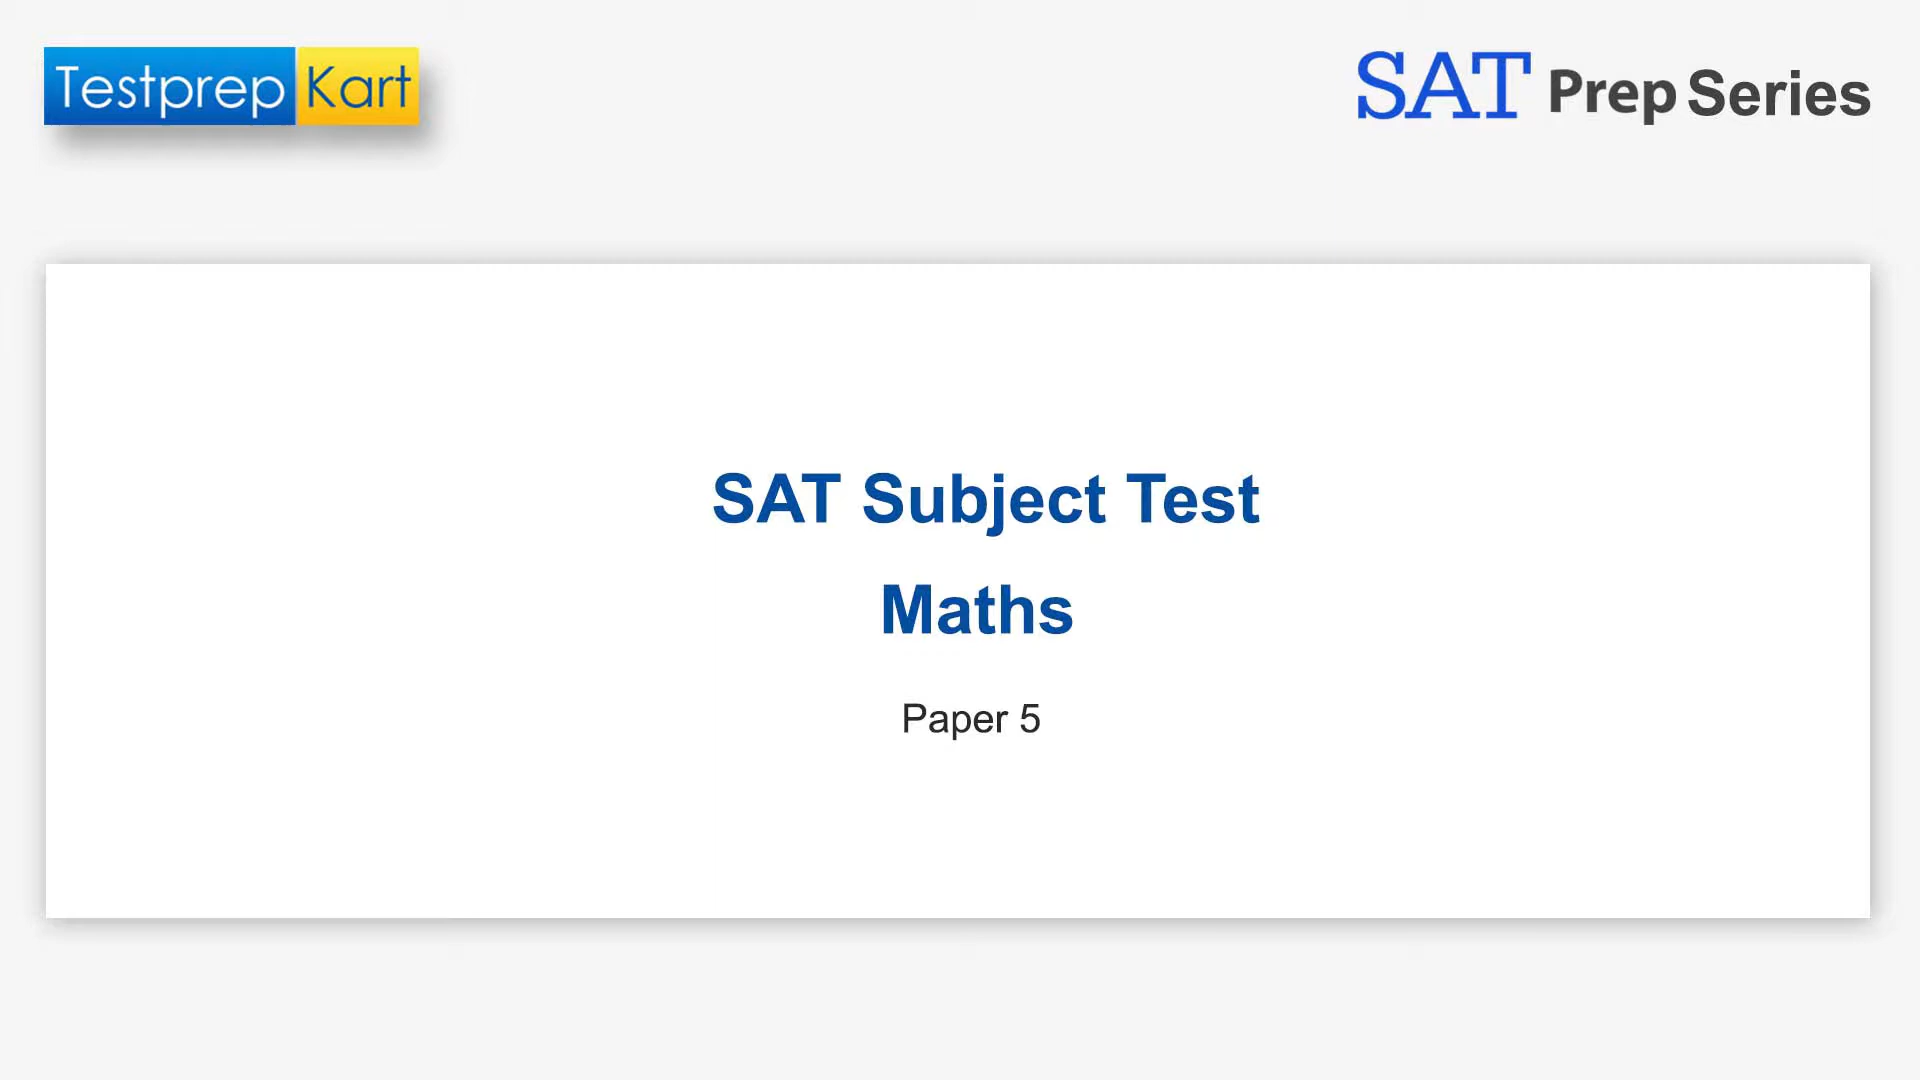 Testprep Kart
SAT Prep Series
SAT Subject Test
Maths
Paper 5